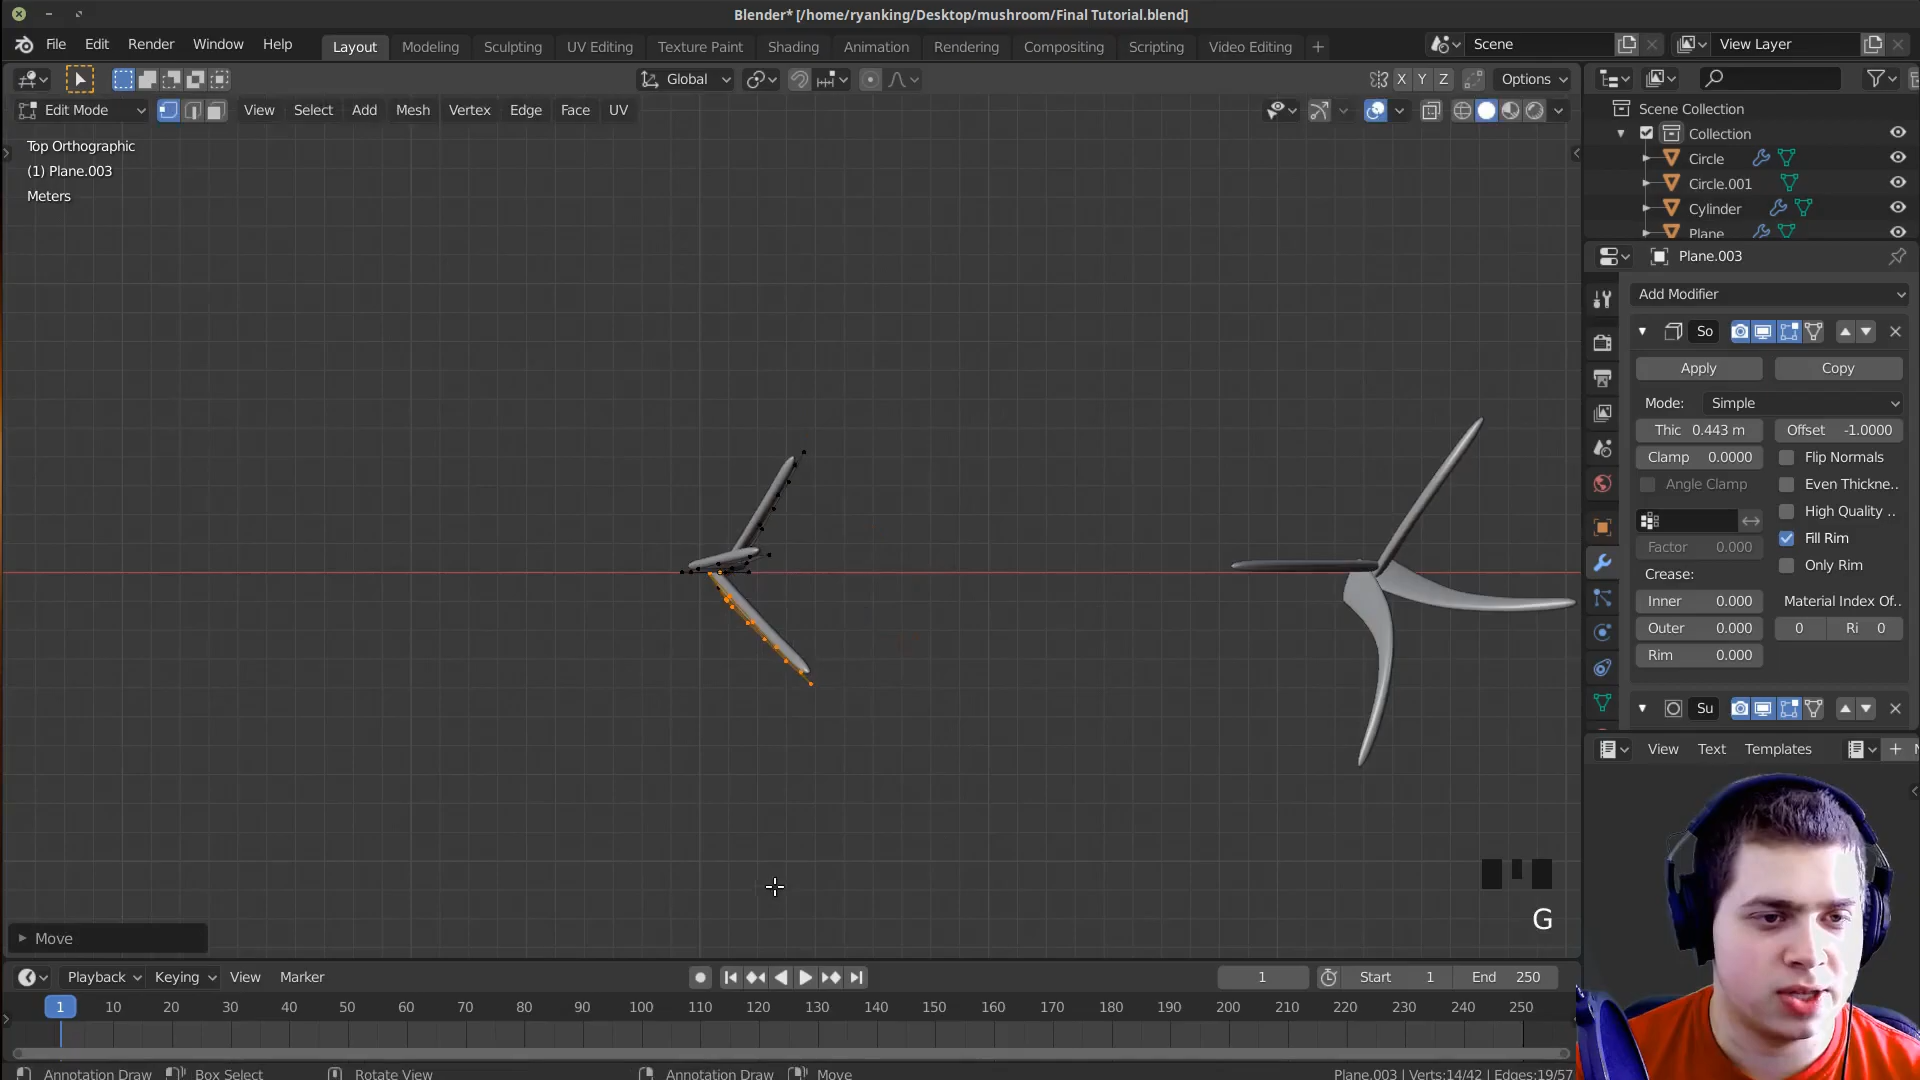 Blender* [/home/ryanking/Desktop/mushroom/Final Tutorial.blend]
File Edit Render Window Help Layout Modeling Sculpting UV Editing Texture Paint Shading Animation Rendering Compositing Scripting Video Editing + Scene View Layer
Global X Y Z Options
Edit Mode View Select Add Mesh Vertex Edge Face UV
Top Orthographic
(1) Plane.003
Meters
Scene Collection
Collection
Circle
Circle.001
Cylinder
Plane
Plane.003
Add Modifier
So
Apply Copy
Mode: Simple
Thic 0.443 m Offset -1.0000
Clamp 0.0000 Flip Normals
Angle Clamp Even Thickne..
High Quality ..
Factor 0.000 Fill Rim
Crease: Only Rim
Inner 0.000 Material Index Of..
Outer 0.000 0 Ri 0
Rim 0.000
Su
View Text Templates
G
Move
Playback Keying View Marker 1 Start 1 End 250
1 10 20 30 40 50 60 70 80 90 100 110 120 130 140 150 160 170 180 190 200 210 220 230 240 250
Annotation Draw Box Select Rotate View Annotation Draw Move Plane.003 | Verts:14/42 | Edges:19/57